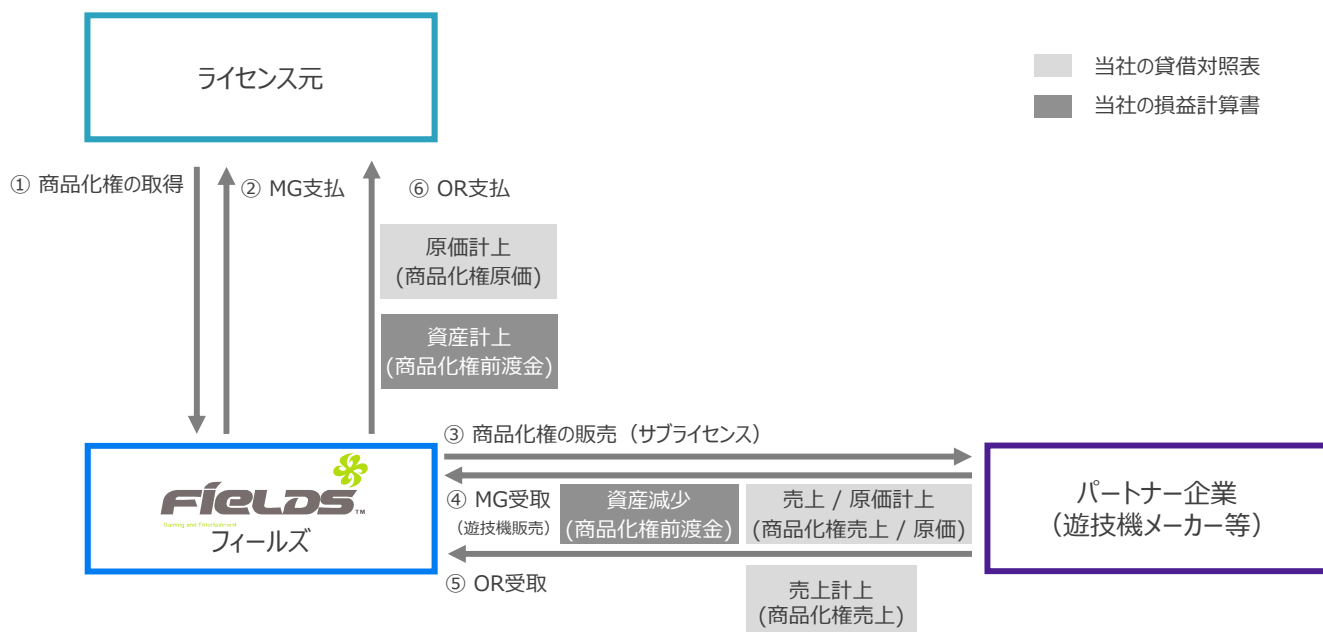 ライセンス元
当社の貸借対照表
当社の損益計算書
① 商品化権の取得
② MG支払
⑥ OR支払
原価計上
(商品化権原価)
資産計上
(商品化権前渡金)
③ 商品化権の販売（サブライセンス）
FIELDS™
Gaming and Entertainment
フィールズ
④ MG受取
（遊技機販売）
資産減少
(商品化権前渡金)
売上 / 原価計上
(商品化権売上 / 原価)
パートナー企業
（遊技機メーカー等）
⑤ OR受取
売上計上
(商品化権売上)